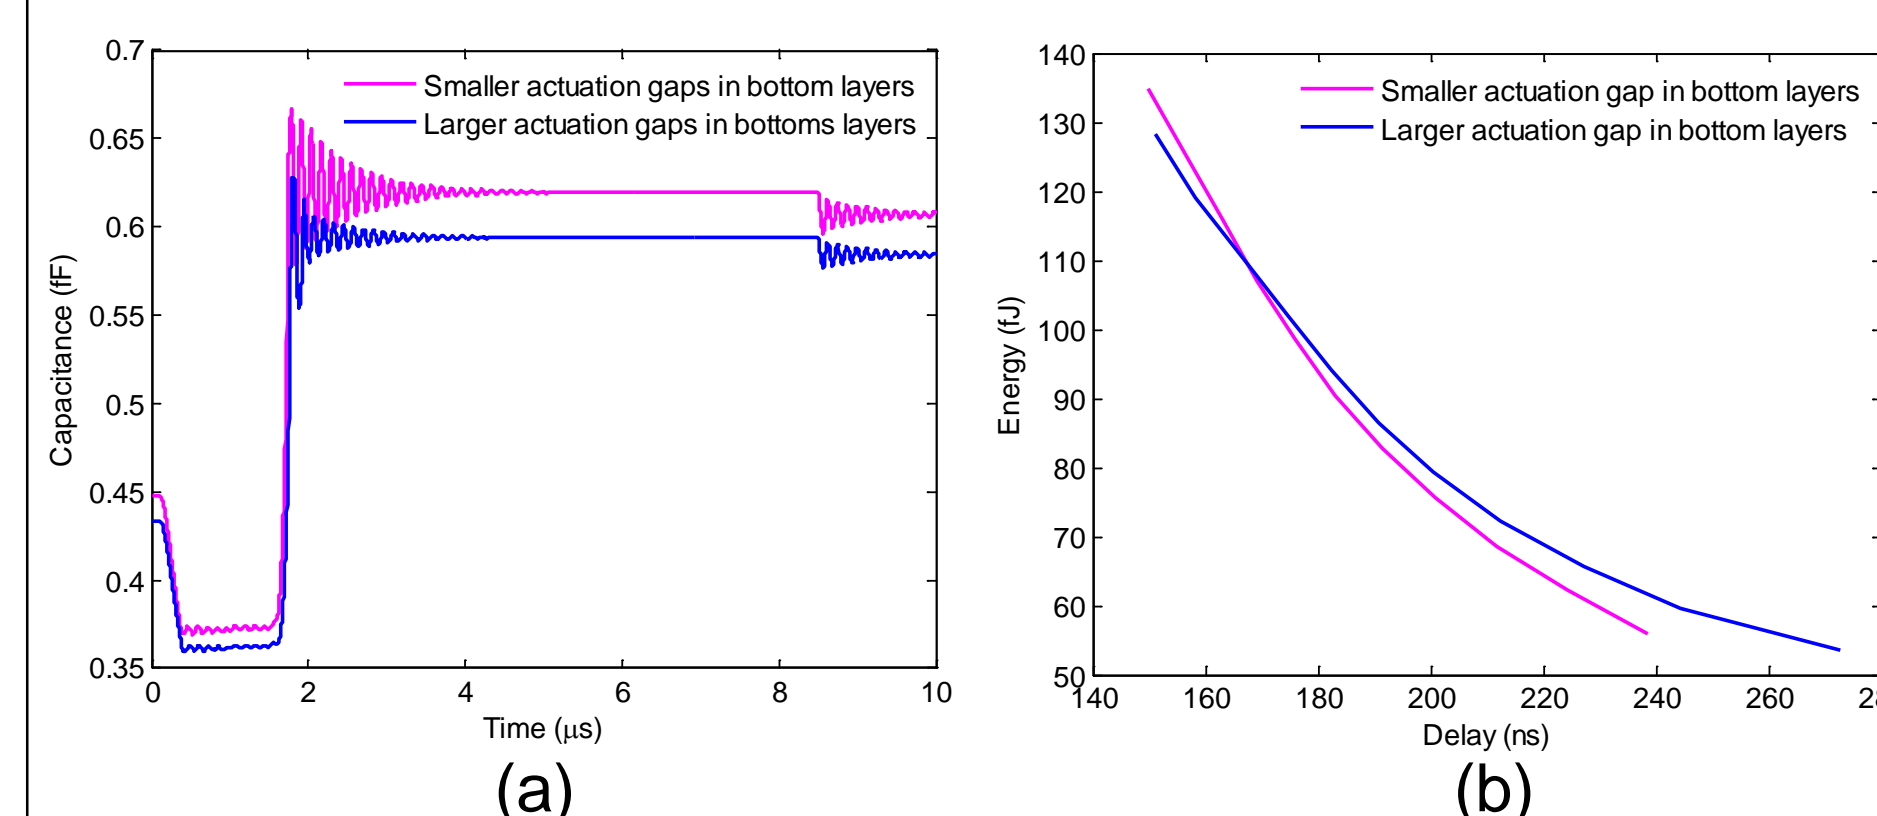 0.7
0.65
0.6
0.55
0.5
0.45
0.4
0.35
Capacitance (fF)
Smaller actuation gaps in bottom layers
Larger actuation gaps in bottoms layers
0 2 4 6 8 10
Time (μs)
(a)
140
130
120
110
100
90
80
70
60
50
Energy (fJ)
Smaller actuation gap in bottom layers
Larger actuation gap in bottom layers
140 160 180 200 220 240 260
Delay (ns)
(b)